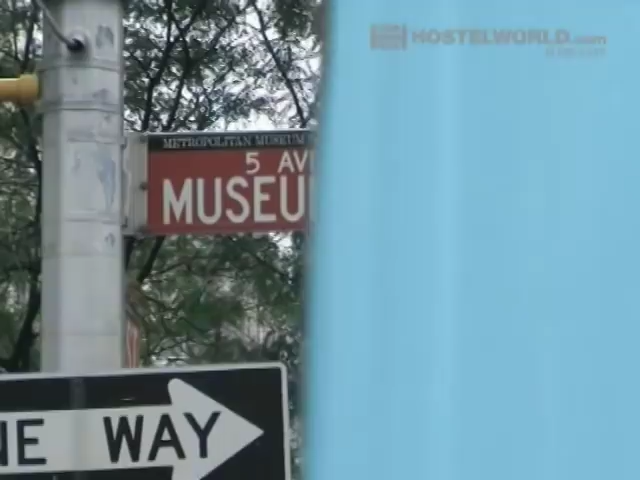 HOSTELWORLD.com
METROPOLITAN MUSEUM
5 AV
MUSEU
NE WAY